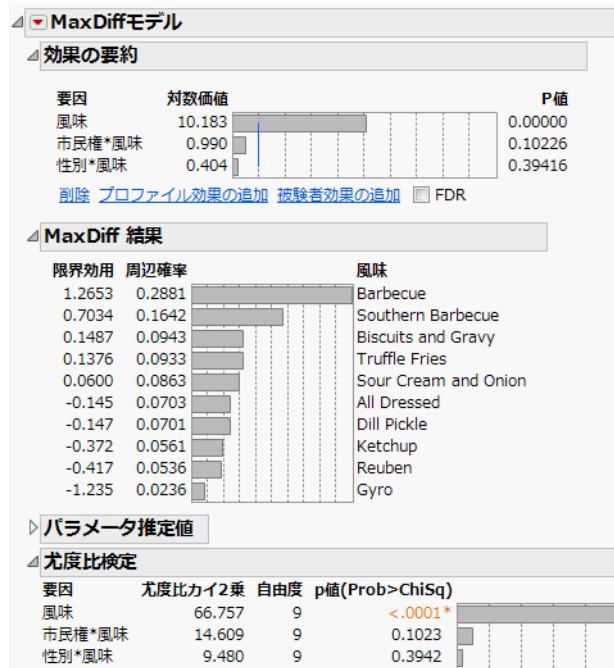 MaxDiffモデル
効果の要約
要因 対数価値 P値
風味 10.183 0.00000
市民権*風味 0.990 0.10226
性別*風味 0.404 0.39416
削除 プロファイル効果の追加 被験者効果の追加 FDR
MaxDiff 結果
限界効用 周辺確率 風味
1.2653 0.2881 Barbecue
0.7034 0.1642 Southern Barbecue
0.1487 0.0943 Biscuits and Gravy
0.1376 0.0933 Truffle Fries
0.0600 0.0863 Sour Cream and Onion
-0.145 0.0703 All Dressed
-0.147 0.0701 Dill Pickle
-0.372 0.0561 Ketchup
-0.417 0.0536 Reuben
-1.235 0.0236 Gyro
パラメータ推定値
尤度比検定
要因 尤度比カイ2乗 自由度 p値(Prob>ChiSq)
風味 66.757 9 <.0001*
市民権*風味 14.609 9 0.1023
性別*風味 9.480 9 0.3942